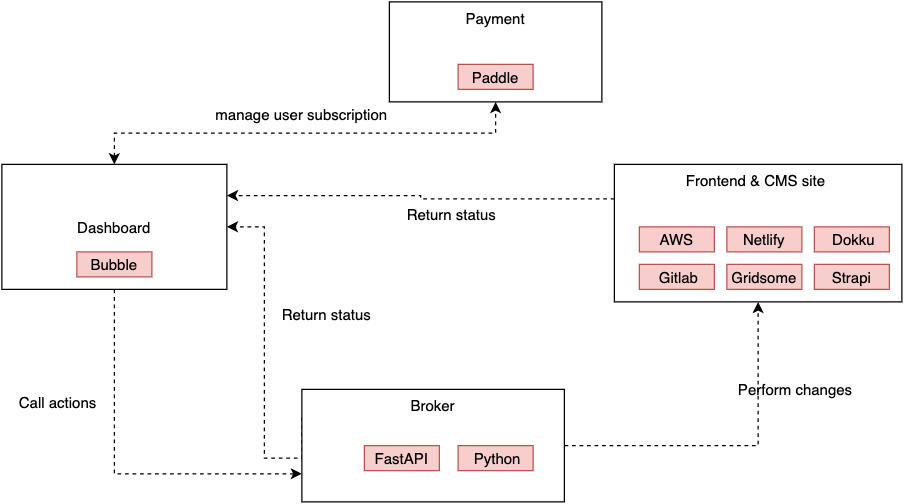 Payment
Paddle
manage user subscription
Frontend & CMS site
Return status
Dashboard
AWS
Netlify
Dokku
Bubble
Gitlab
Gridsome
Strapi
Return status
Perform changes
Call actions
Broker
FastAPI
Python